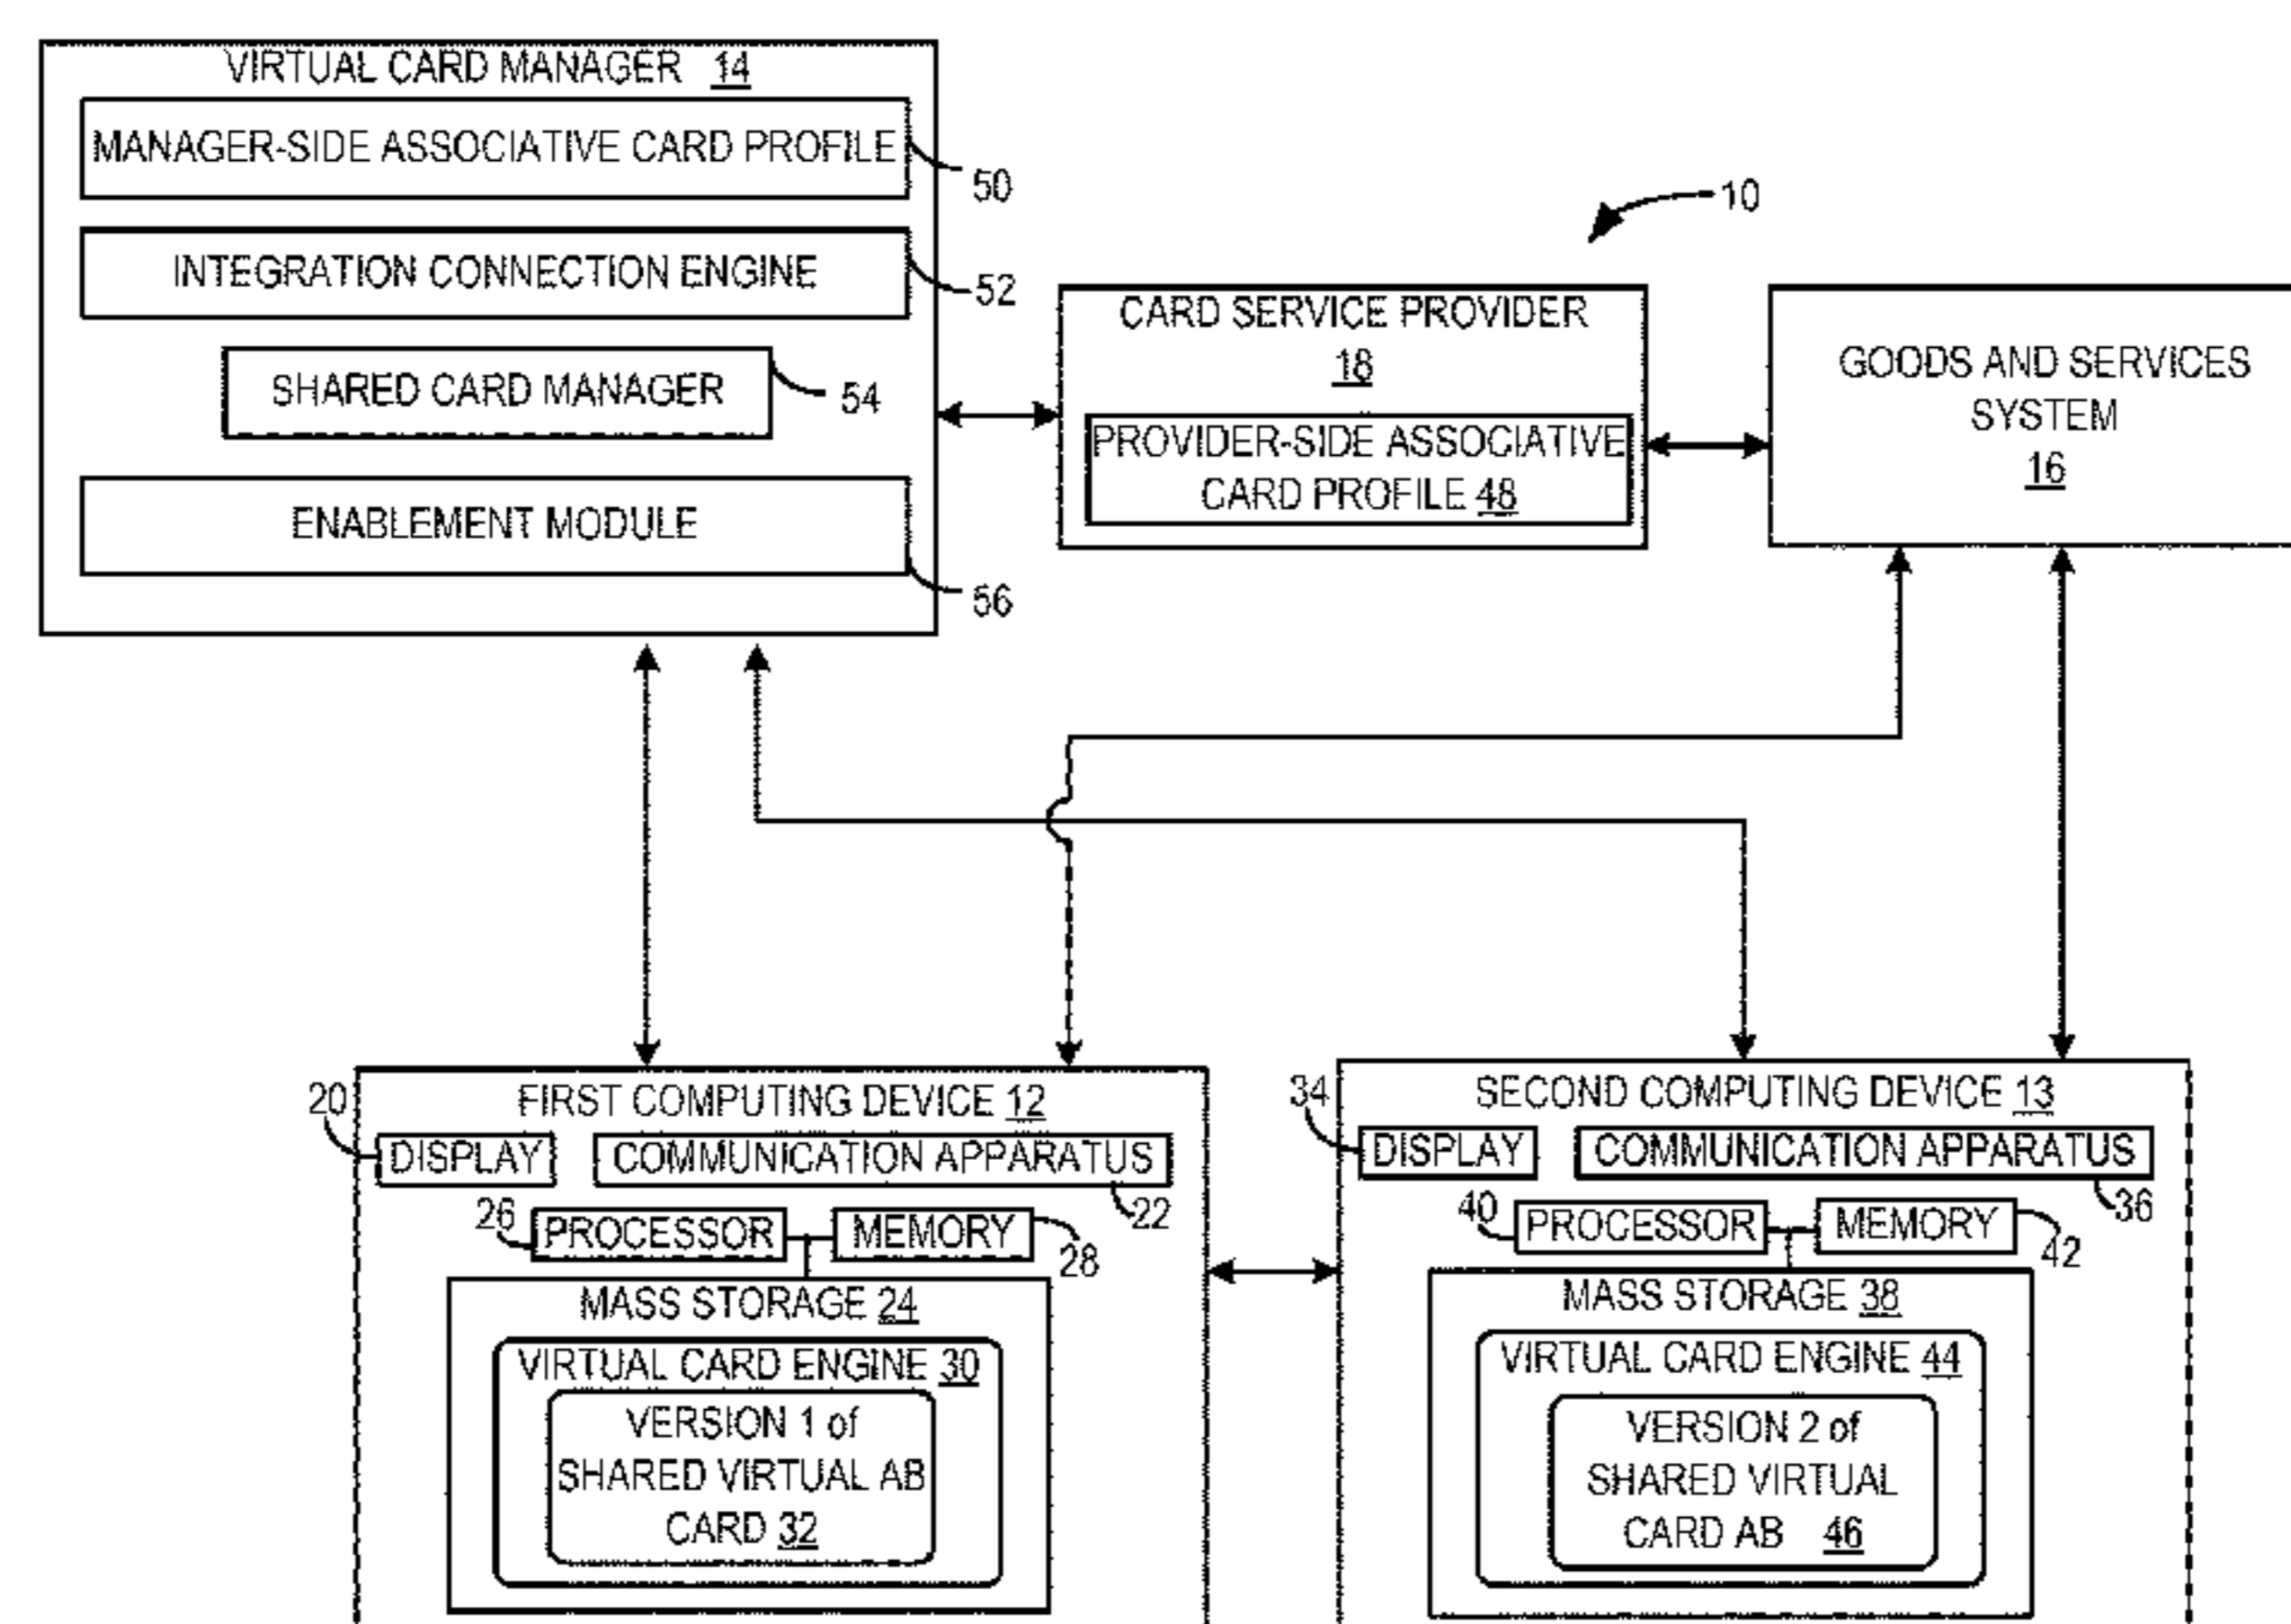 VIRTUAL CARD MANAGER 14
MANAGER-SIDE ASSOCIATIVE CARD PROFILE
50
INTEGRATION CONNECTION ENGINE
52
SHARED CARD MANAGER
54
ENABLEMENT MODULE
56
10
CARD SERVICE PROVIDER
18
PROVIDER-SIDE ASSOCIATIVE
CARD PROFILE 48
GOODS AND SERVICES
SYSTEM
16
FIRST COMPUTING DEVICE 12
20
DISPLAY
COMMUNICATION APPARATUS
22
26
PROCESSOR
MEMORY
28
MASS STORAGE 24
VIRTUAL CARD ENGINE 30
VERSION 1 of
SHARED VIRTUAL AB
CARD 32
SECOND COMPUTING DEVICE 13
34
DISPLAY
COMMUNICATION APPARATUS
36
40
PROCESSOR
MEMORY
42
MASS STORAGE 38
VIRTUAL CARD ENGINE 44
VERSION 2 of
SHARED VIRTUAL
CARD AB 46